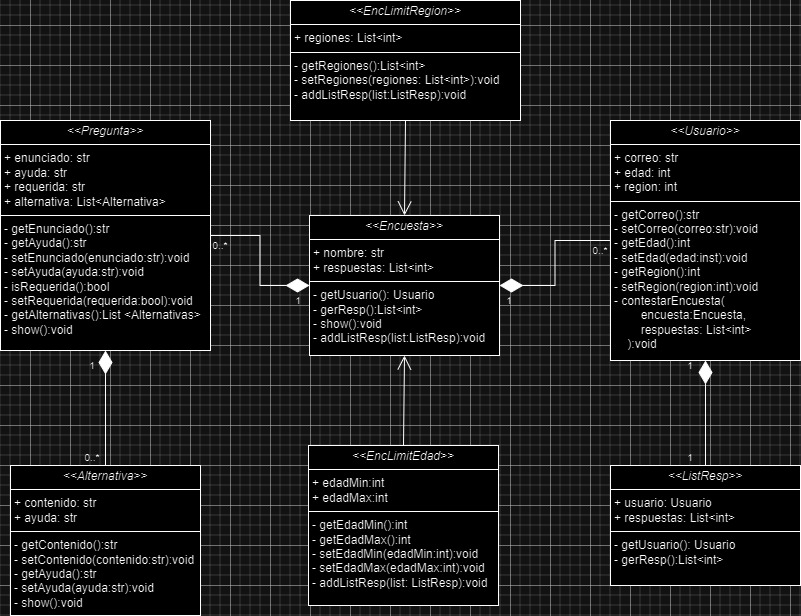 <<EncLimitRegion>>
+ regiones: List<int>
- getRegiones():List<int>
- setRegiones(regiones: List<int>):void
- addListResp(list:ListResp):void
<<Pregunta>>
+ enunciado: str
+ ayuda: str
+ requerida: str
+ alternativa: List<Alternativa>
- getEnunciado():str
- getAyuda():str
- setEnunciado(enunciado:str):void
- setAyuda(ayuda:str):void
- isRequerida():bool
- setRequerida(requerida:bool):void
- getAlternativas():List <Alternativas>
- show():void
0..*
1
<<Encuesta>>
+ nombre: str
+ respuestas: List<int>
- getUsuario(): Usuario
- gerResp():List<int>
- show():void
- addListResp(list:ListResp):void
<<Usuario>>
+ correo: str
+ edad: int
+ region: int
- getCorreo():str
- setCorreo(correo:str):void
- getEdad():int
- setEdad(edad:inst):void
- getRegion():int
- setRegion(region:int):void
- contestarEncuesta(
encuesta:Encuesta,
respuestas: List<int>
):void
0..*
1
1
0..*
<<Alternativa>>
+ contenido: str
+ ayuda: str
- getContenido():str
- setContenido(contenido:str):void
- getAyuda():str
- setAyuda(ayuda:str):void
- show():void
<<EncLimitEdad>>
+ edadMin:int
+ edadMax:int
- getEdadMin():int
- getEdadMax():int
- setEdadMin(edadMin:int):void
- setEdadMax(edadMax:int):void
- addListResp(list: ListResp):void
1
1
<<ListResp>>
+ usuario: Usuario
+ respuestas: List<int>
- getUsuario(): Usuario
- gerResp():List<int>